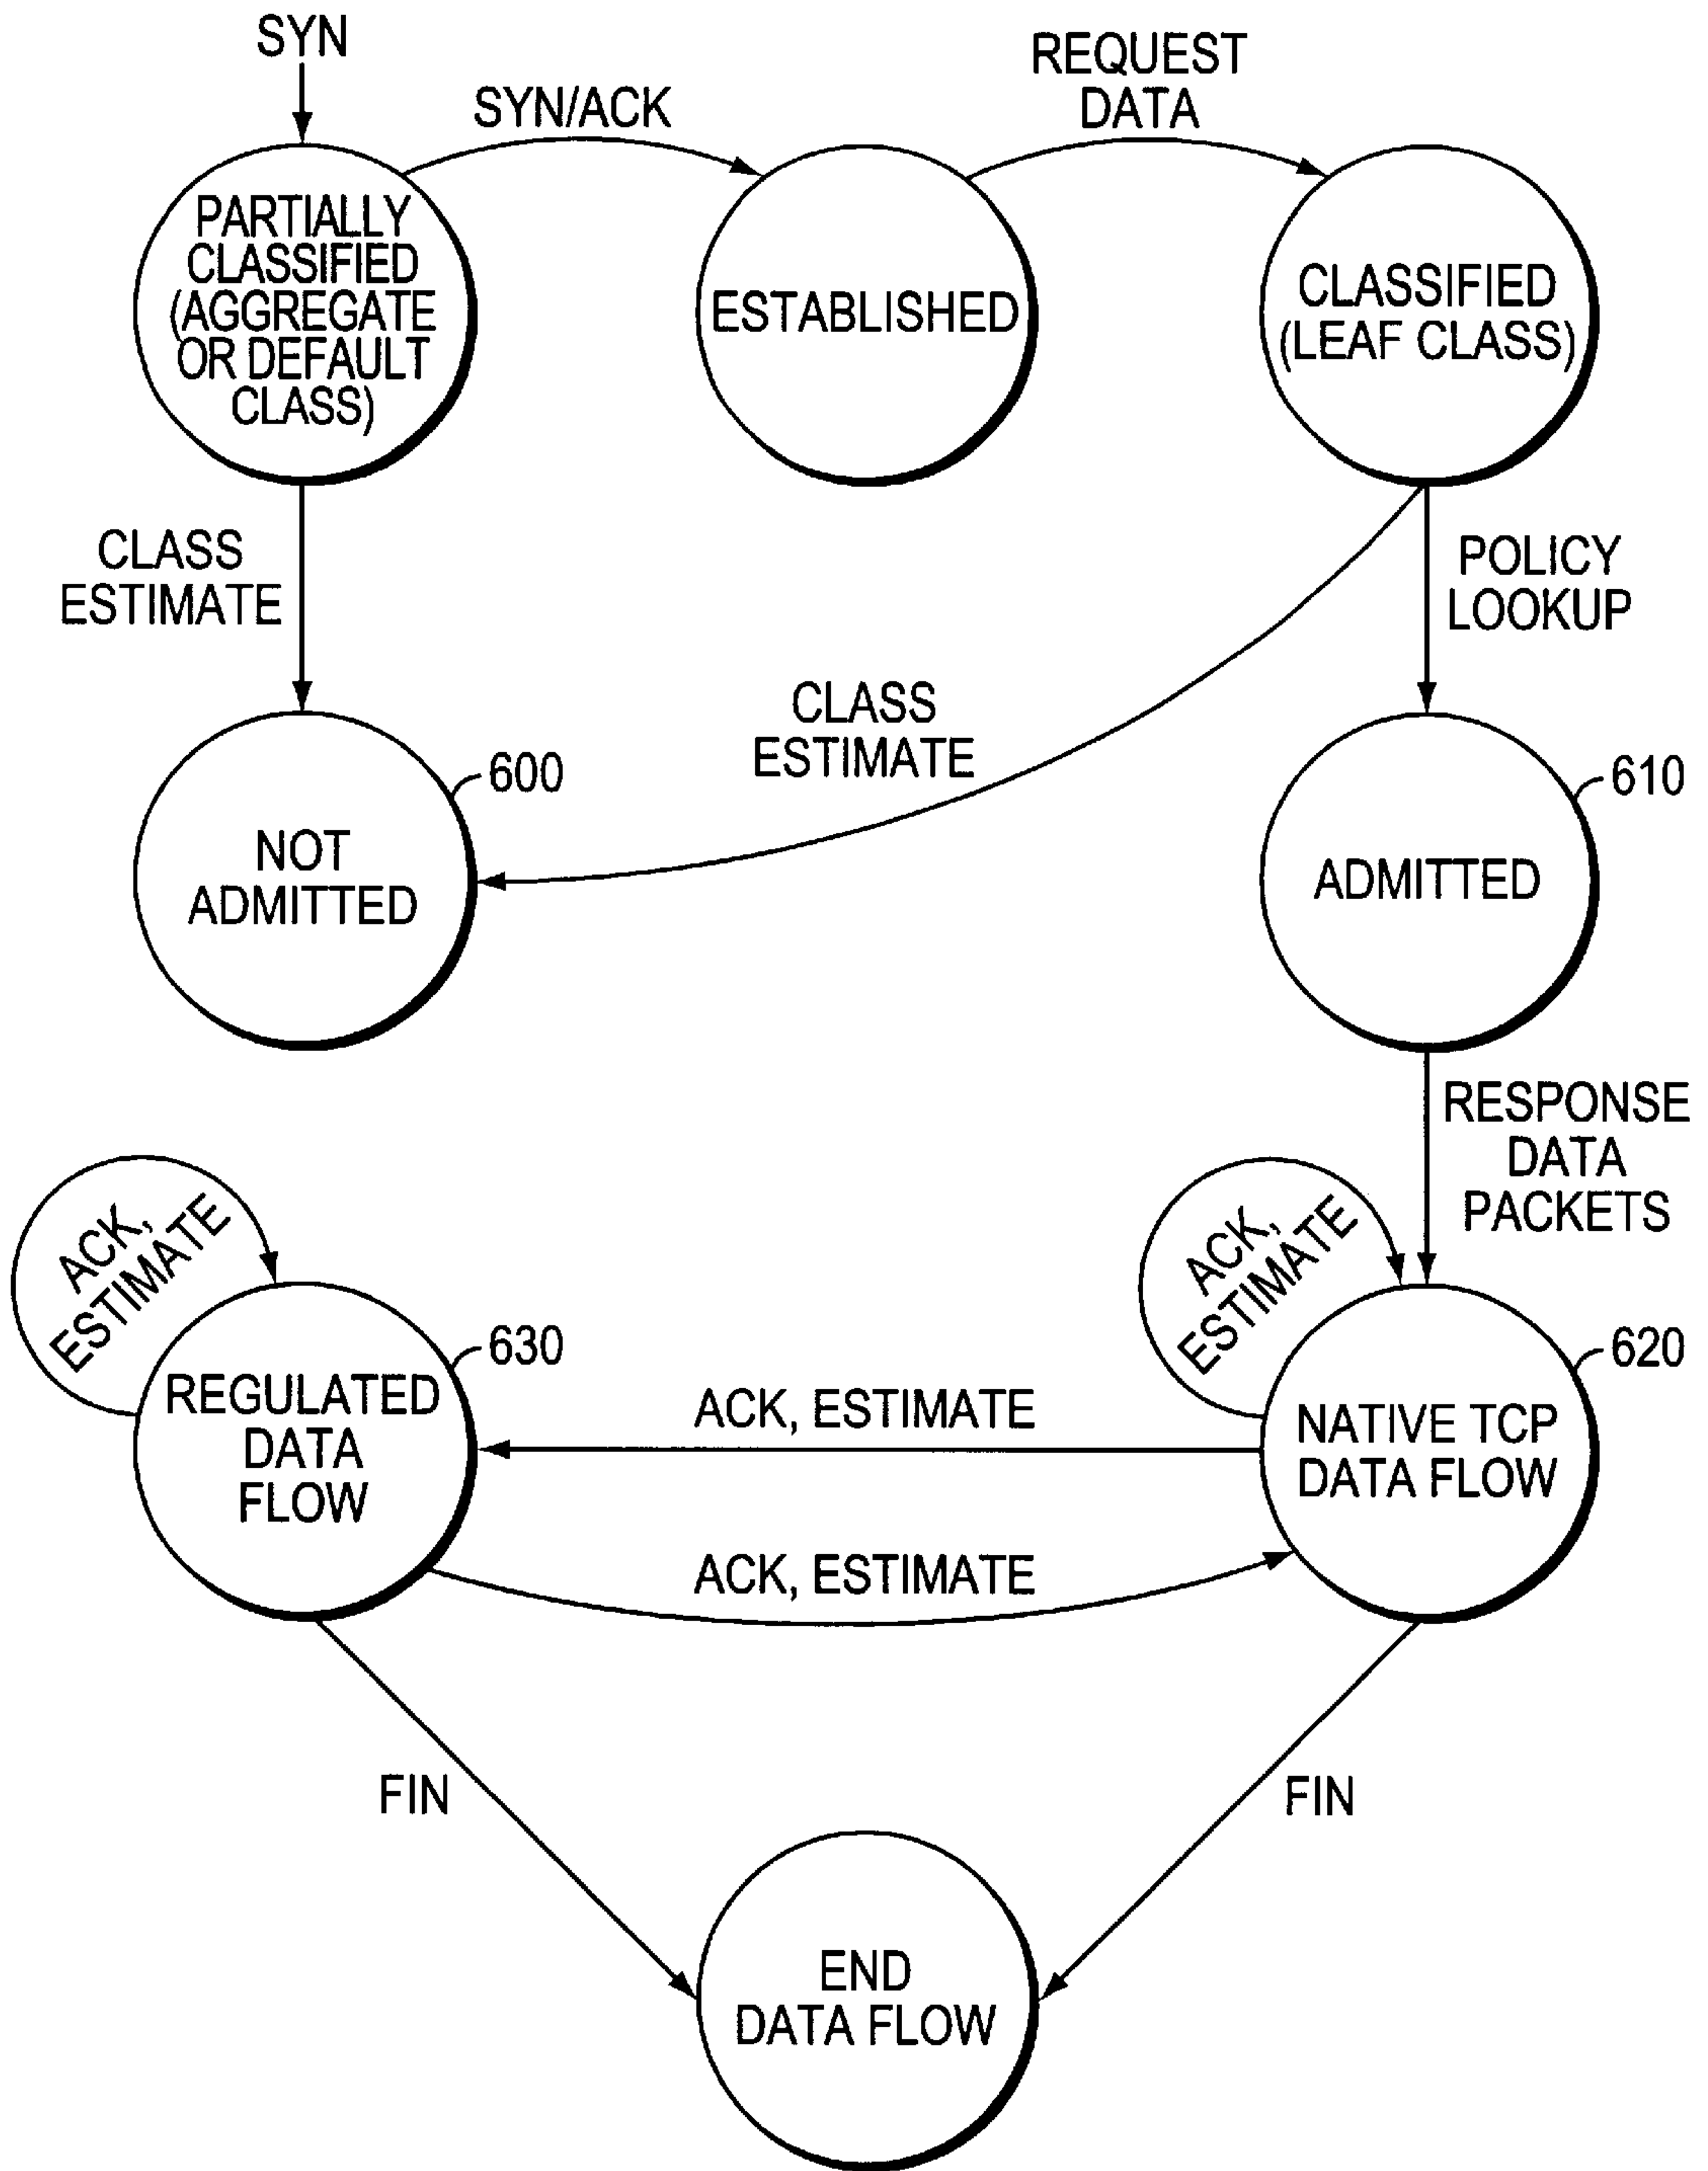 SYN
SYN/ACK
REQUEST
DATA
PARTIALLY
CLASSIFIED
(AGGREGATE
OR DEFAULT
CLASS)
ESTABLISHED
CLASSIFIED
(LEAF CLASS)
CLASS
ESTIMATE
POLICY
LOOKUP
CLASS
ESTIMATE
600
NOT
ADMITTED
610
ADMITTED
RESPONSE
DATA
PACKETS
ACK,
ESTIMATE
ACK,
ESTIMATE
630
REGULATED
DATA
FLOW
620
NATIVE TCP
DATA FLOW
ACK, ESTIMATE
ACK, ESTIMATE
FIN
FIN
END
DATA FLOW